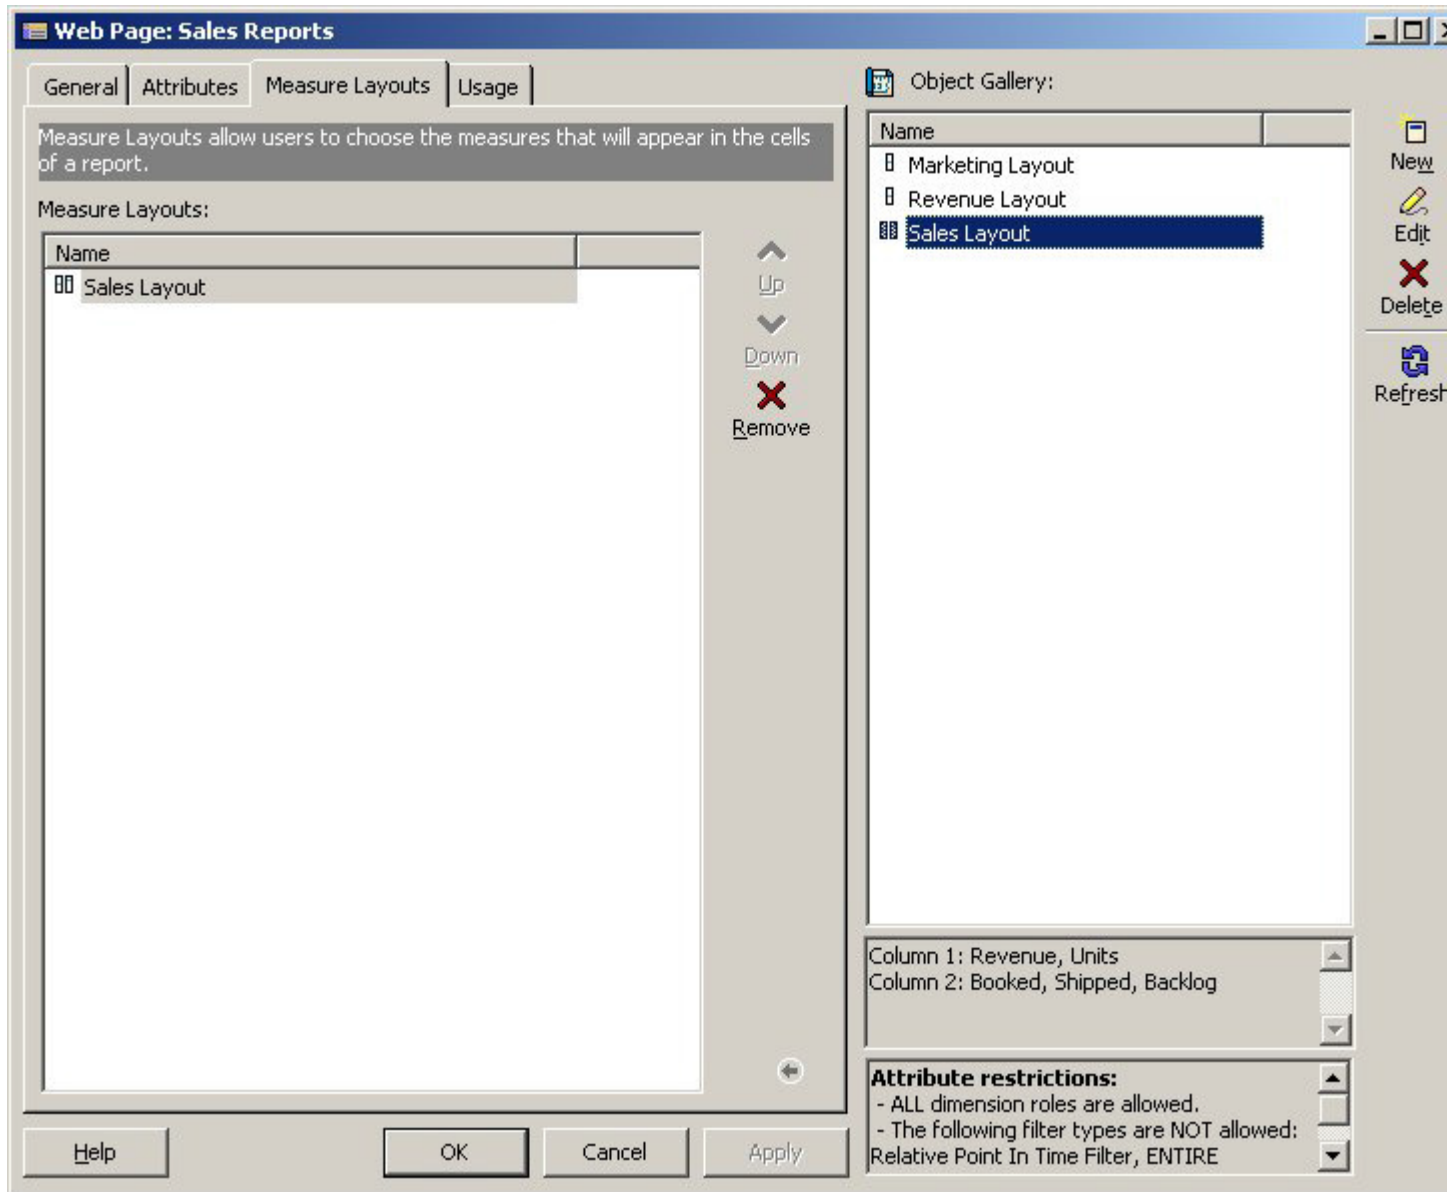 Web Page: Sales Reports
General
Attributes
Measure Layouts
Usage
Measure Layouts allow users to choose the measures that will appear in the cells
of a report.
Measure Layouts:
Name
Sales Layout
Up
Down
Remove
Object Gallery:
Name
Marketing Layout
Revenue Layout
Sales Layout
New
Edit
Delete
Refresh
Column 1: Revenue, Units
Column 2: Booked, Shipped, Backlog
Attribute restrictions:
- ALL dimension roles are allowed.
- The following filter types are NOT allowed:
Relative Point In Time Filter, ENTIRE
Help
OK
Cancel
Apply